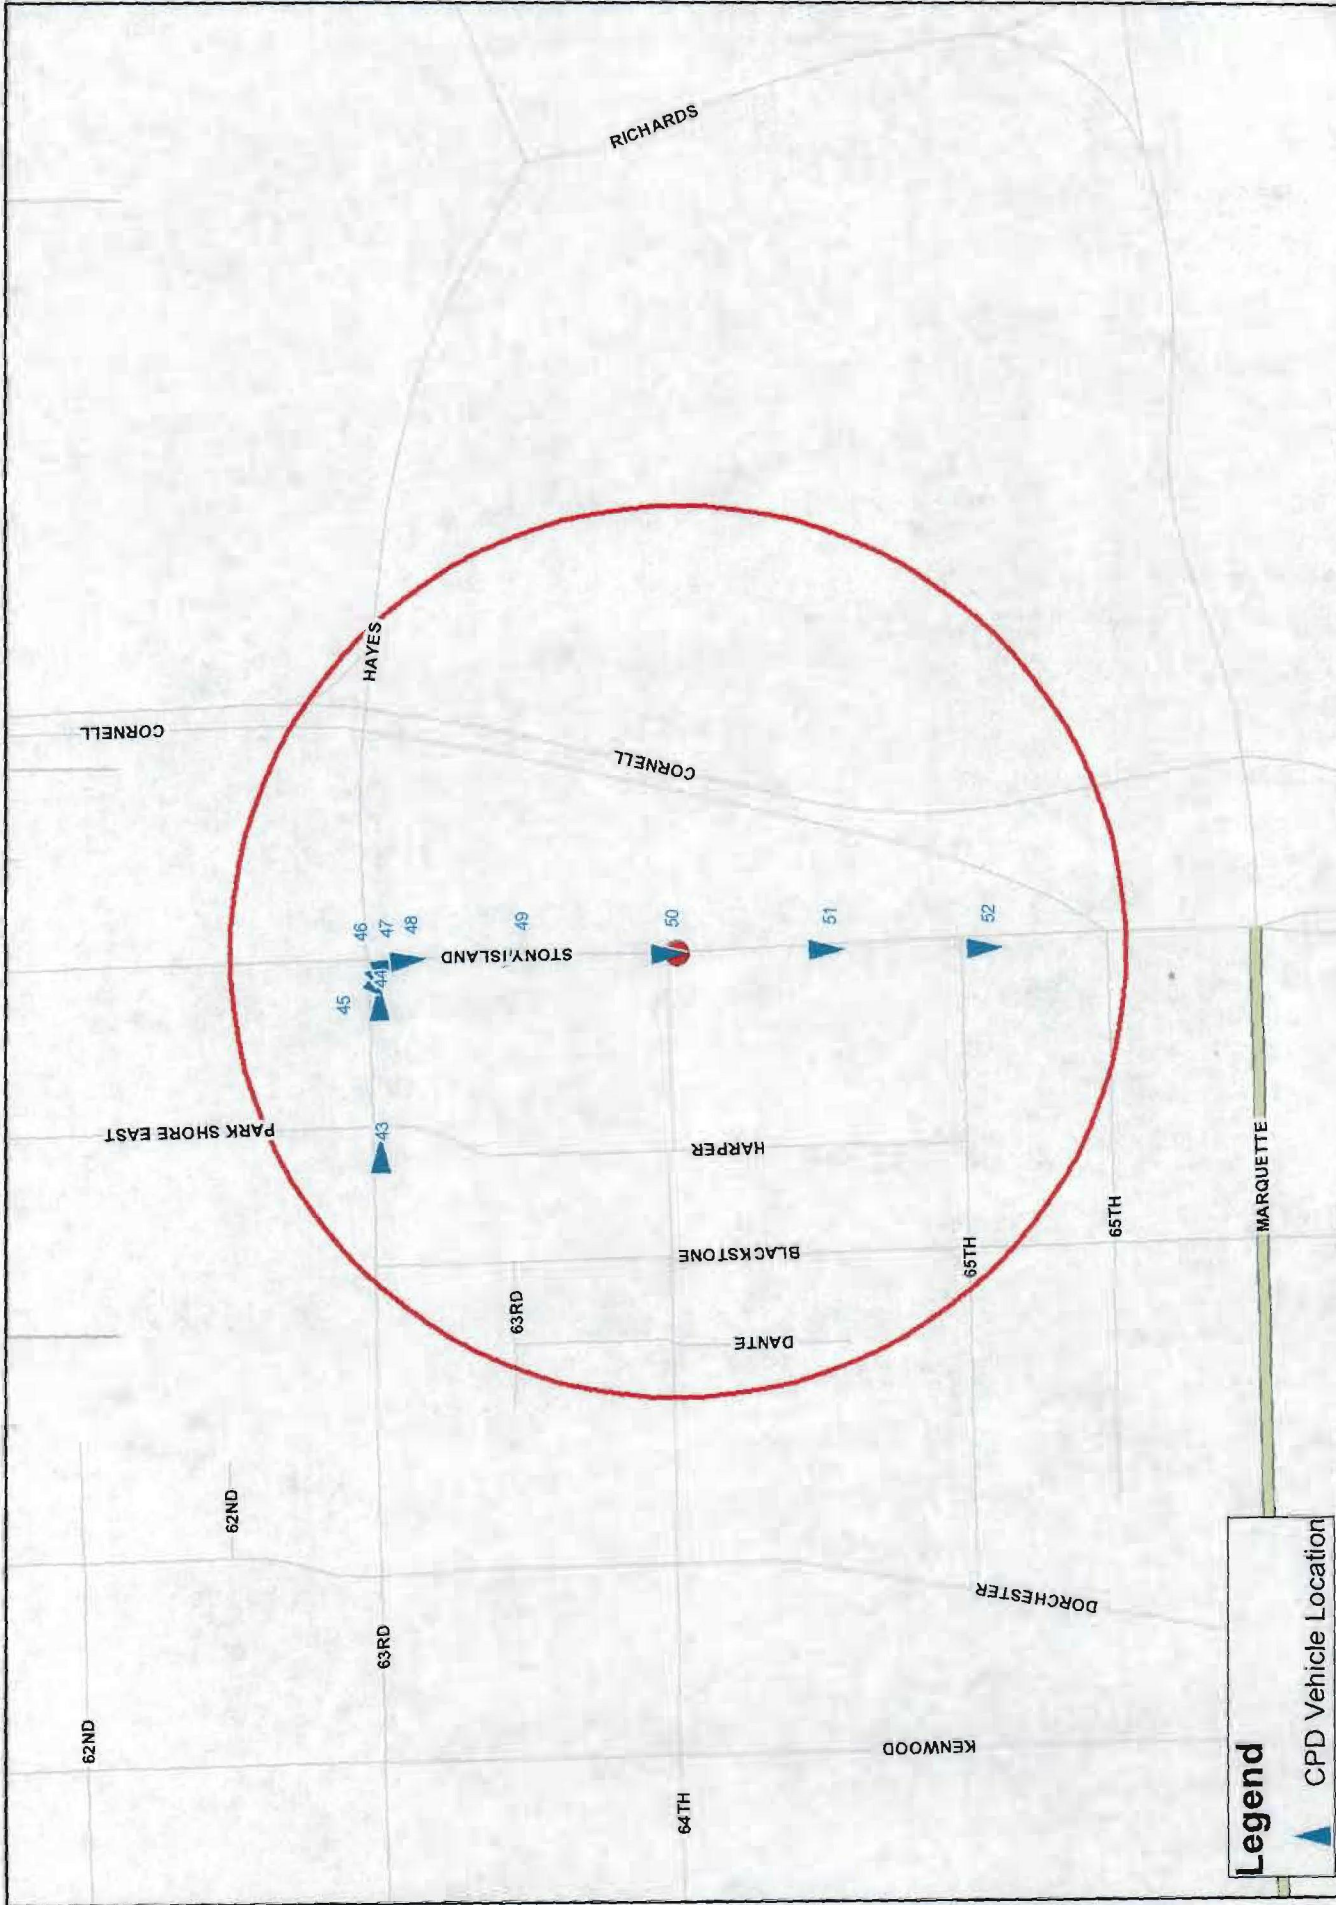 62ND
62ND
63RD
63RD
64TH
65TH
65TH
KENWOOD
DORCHESTER
DANTE
BLACKSTONE
HARPER
PARK SHORE EAST
STONY ISLAND
CORNELL
CORNELL
HAYES
RICHARDS
MARQUETTE
43
44
45
46
47
48
49
50
51
52
Legend
CPD Vehicle Location